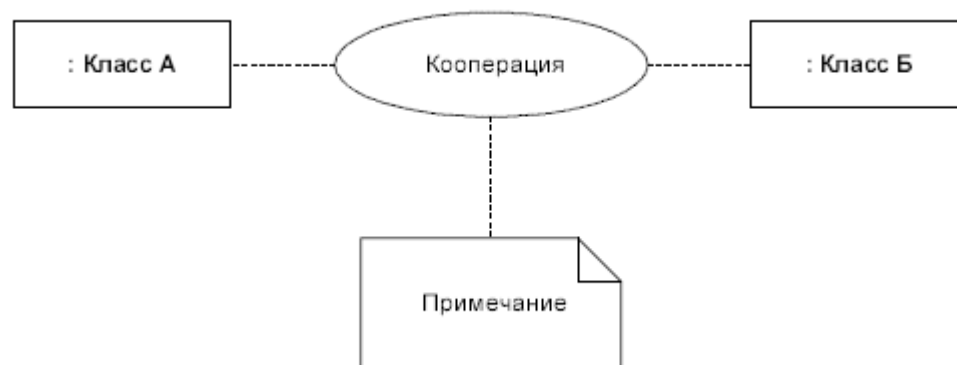 : Класс А
Кооперация
: Класс Б
Примечание